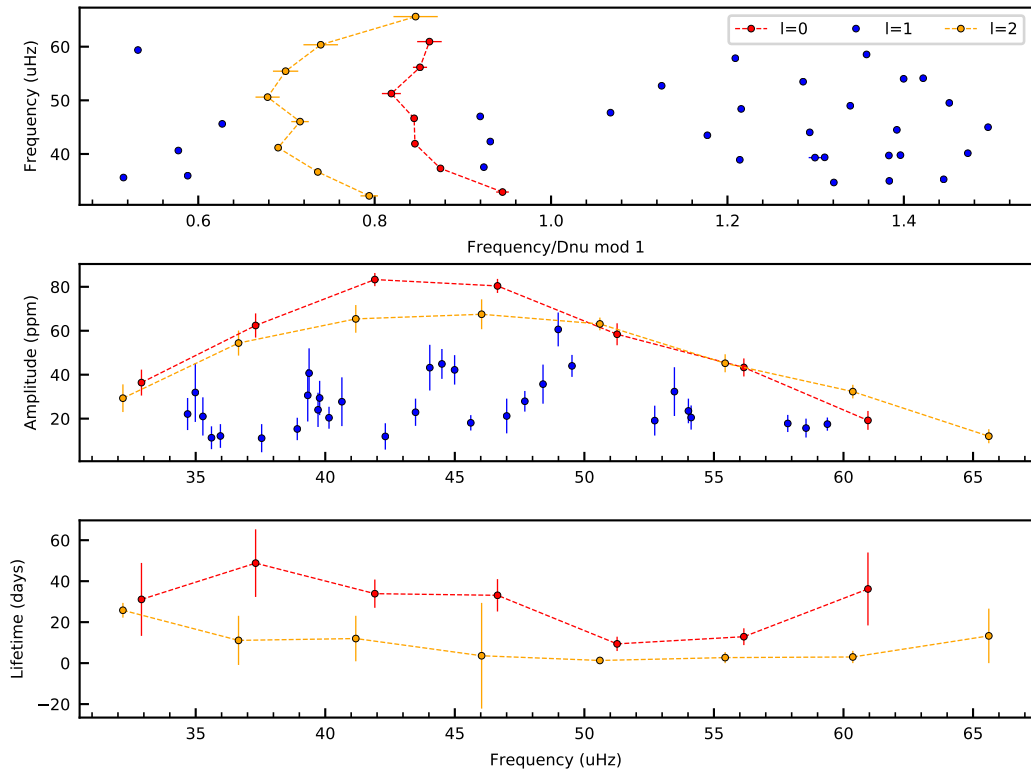 l=0 l=1 l=2
Frequency (uHz)
60
40
0.6 0.8 1.0 1.2 1.4
Frequency/Dnu mod 1
Amplitude (ppm)
80
60
40
20
35 40 45 50 55 60 65
Lifetime (days)
60
40
20
0
−20
35 40 45 50 55 60 65
Frequency (uHz)